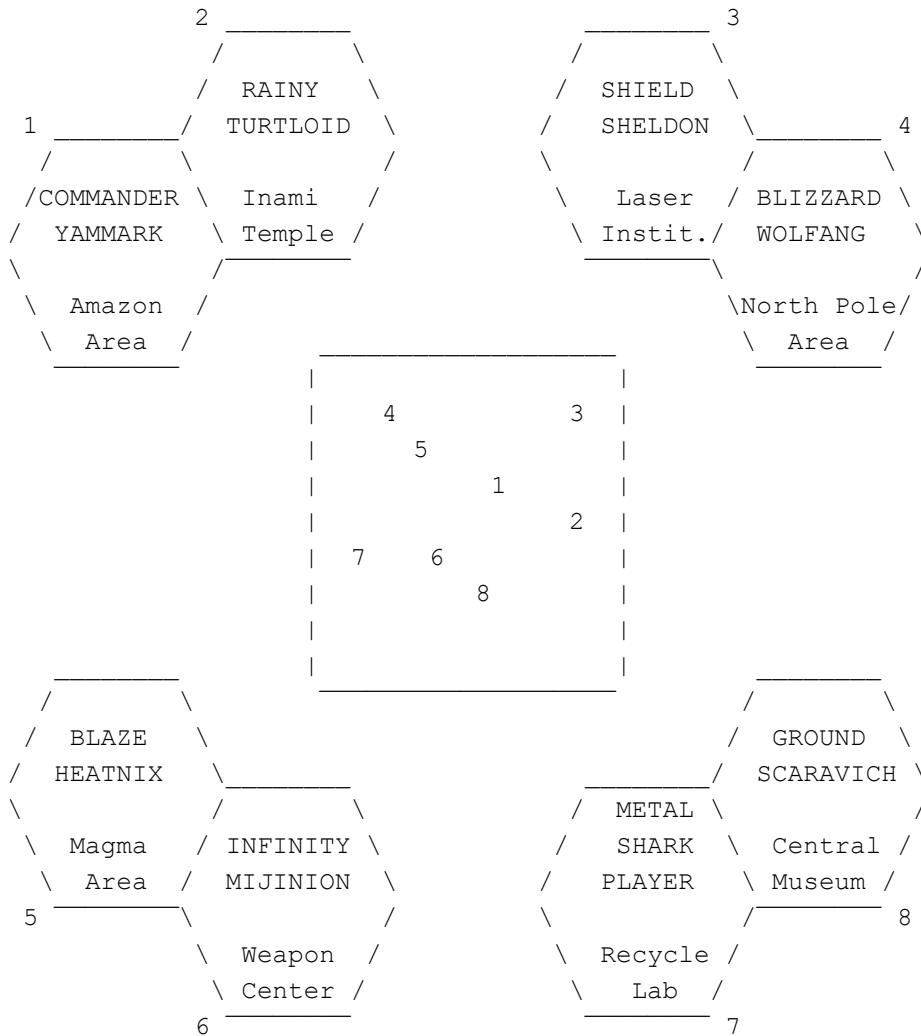 2 3
RAINY SHIELD
1 TURTLOID SHELDON 4
COMMANDER Inami Laser BLIZZARD
YAMMARK Temple Instit. WOLFANG
Amazon North Pole
Area Area
4 3
5
1
2
7 6
8
BLAZE GROUND
HEATNIX SCARAVICH
METAL
Magma INFINITY SHARK Central
Area MIJINION PLAYER Museum
5 8
Weapon Recycle
Center Lab
6 7